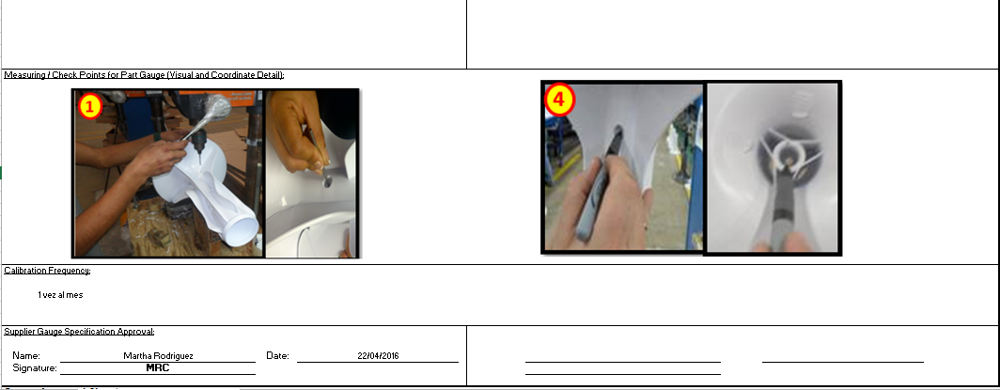 Measuring / Check Points for Part Gauge (Visual and Coordinate Detail):
1
4
Calibration Frequency:
1 vez al mes
Supplier Gauge Specification Approval:
Name: Martha Rodriguez Date: 22/04/2016
Signature: MRC